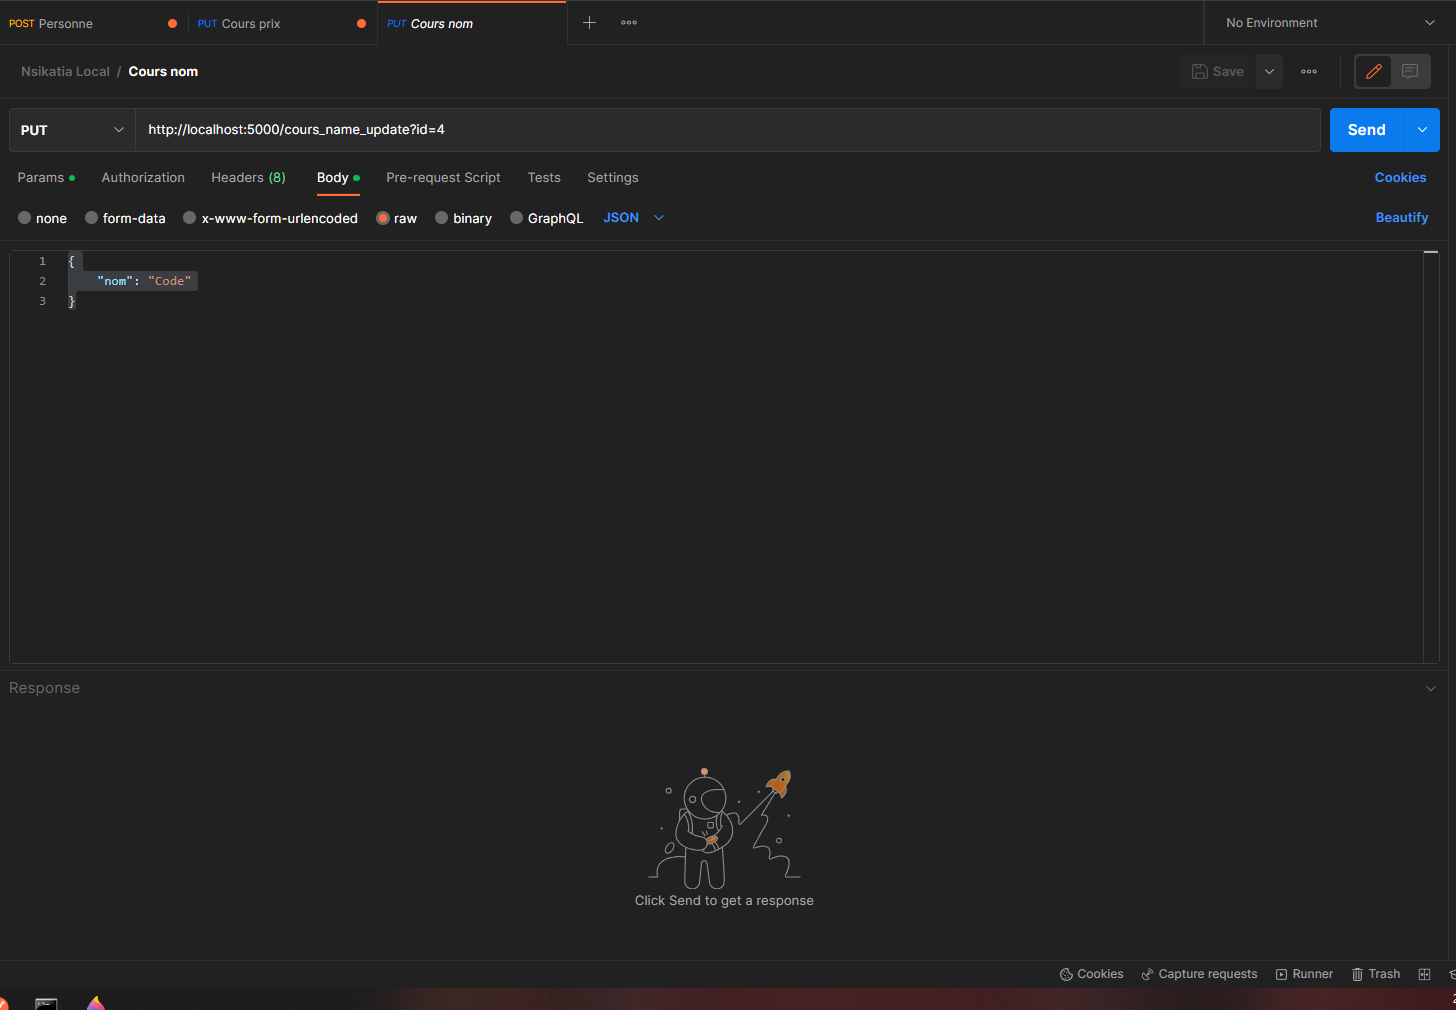 POST Personne PUT Cours prix PUT Cours nom No Environment
Nsikatia Local / Cours nom Save
PUT http://localhost:5000/cours_name_update?id=4 Send
Params Authorization Headers (8) Body Pre-request Script Tests Settings Cookies
none form-data x-www-form-urlencoded raw binary GraphQL JSON Beautify
1 {
2 "nom": "Code"
3 }
Response
Click Send to get a response
Cookies Capture requests Runner Trash